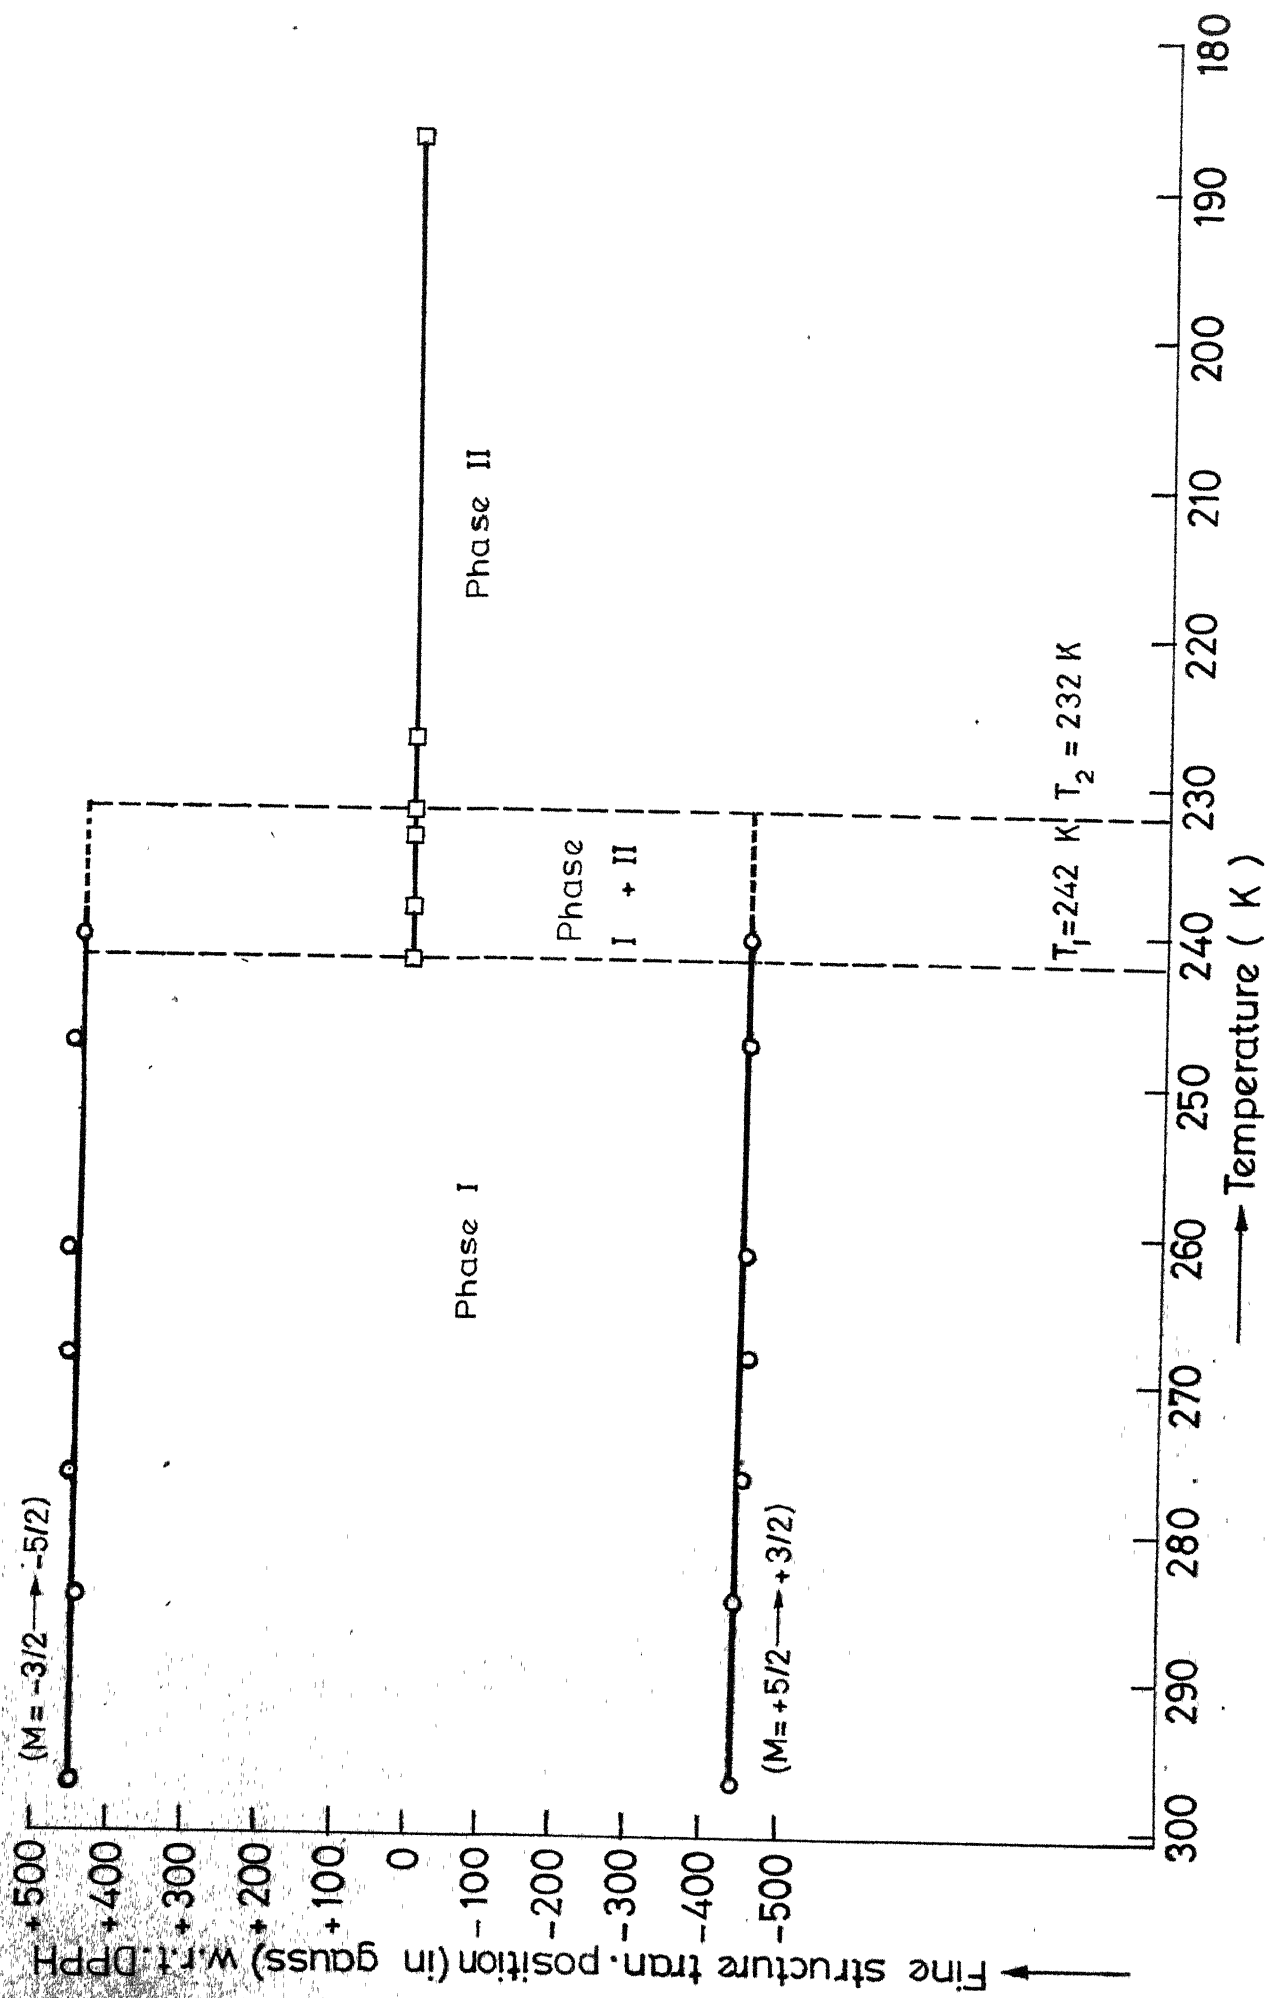 Fine structure tran. position (in gauss) w.r.t. DPPH
+500
+400
+300
+200
+100
0
-100
-200
-300
-400
-500
(M = -3/2 → -5/2)
(M = +5/2 → +3/2)
Phase I
Phase
I + II
Phase II
T1=242 K
T2 = 232 K
300
290
280
270
260
250
240
230
220
210
200
190
180
Temperature ( K )